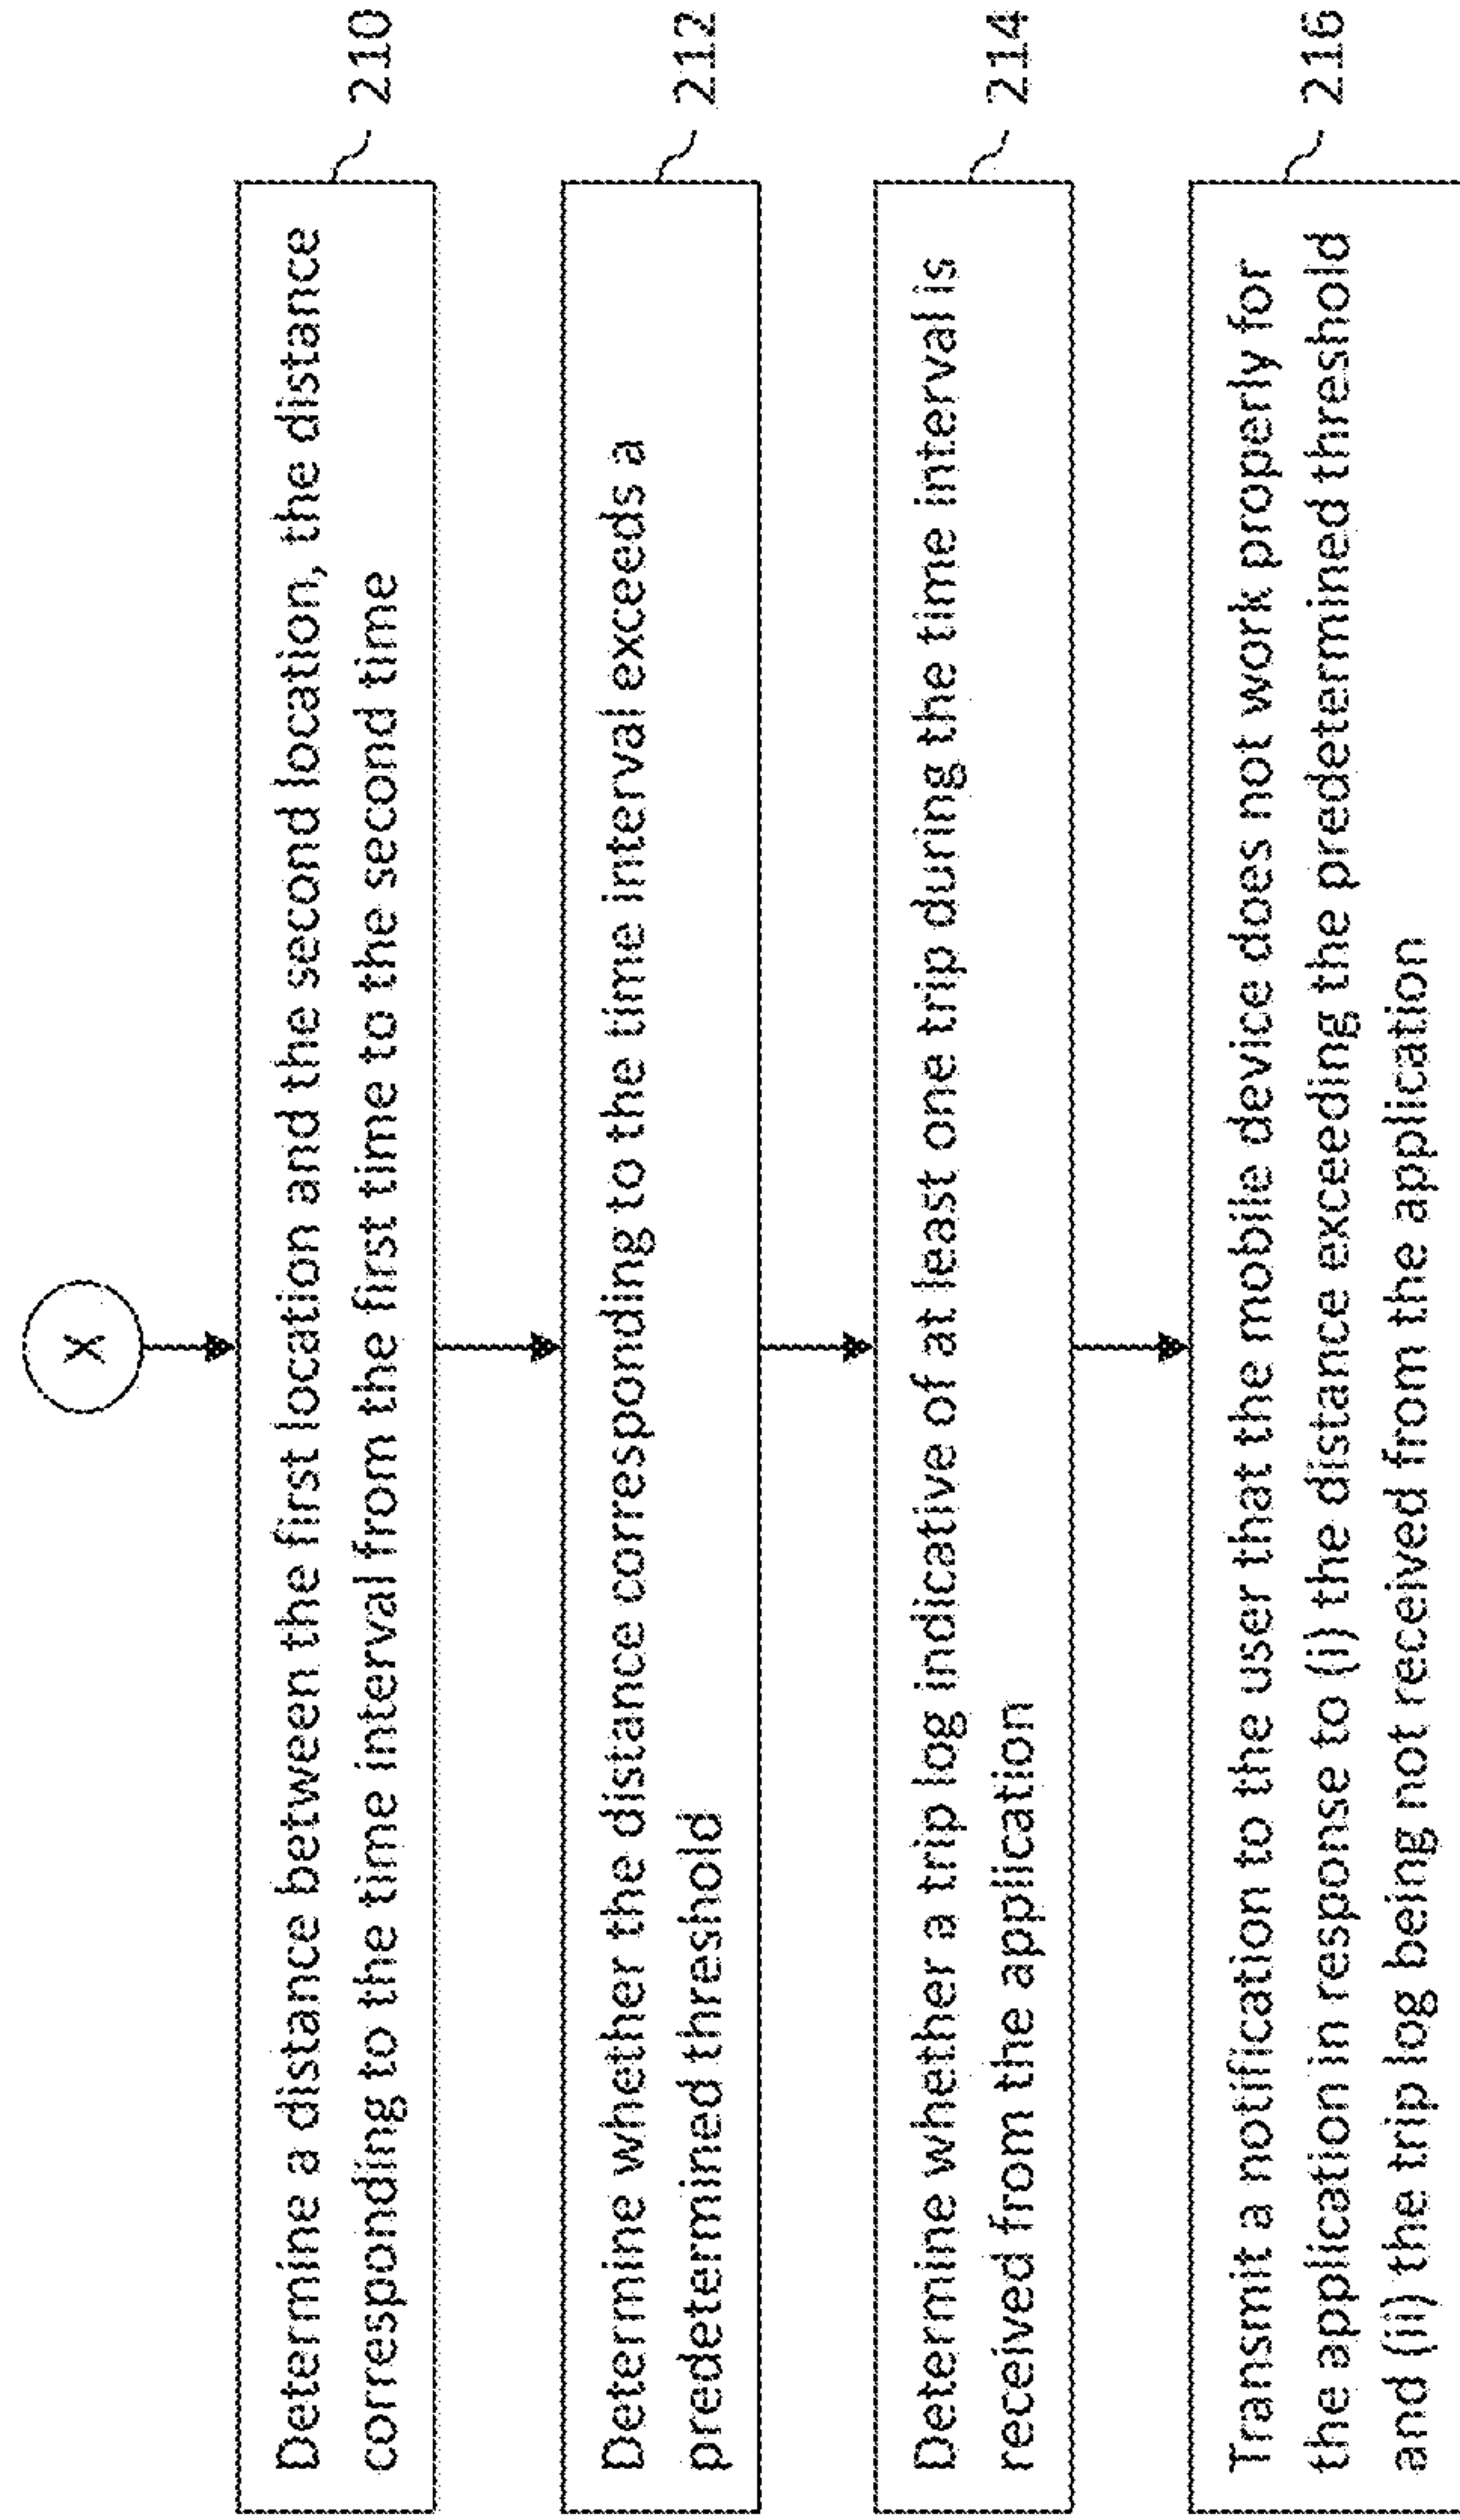 X
Determine a distance between the first location and the second location, the distance
corresponding to the time interval from the first time to the second time
210
Determine whether the distance corresponding to the time interval exceeds a
predetermined threshold
212
Determine whether a trip log indicative of at least one trip during the time interval is
received from the application
214
Transmit a notification to the user that the mobile device does not work properly for
the application in response to (i) the distance exceeding the predetermined threshold
and (ii) the trip log being not received from the application
216